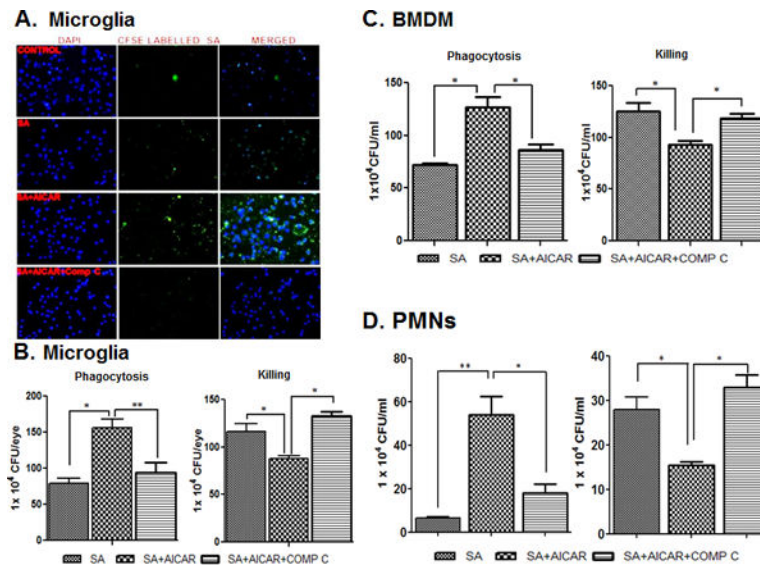 A. Microglia
DAPI CFSE LABELLED SA MERGED
CONTROL
SA
SA+AICAR
SA+AICAR+Comp C
B. Microglia
Phagocytosis
1x 10⁴ CFU/eye
200
150
100
50
0
* **
Killing
1x 10⁴ CFU/eye
150
100
50
0
* *
SA SA+AICAR SA+AICAR+COMP C
C. BMDM
Phagocytosis
1x10⁴CFU/ml
150
100
50
0
* *
Killing
1x10⁴CFU/ml
150
100
50
0
* *
SA SA+AICAR SA+AICAR+COMP C
D. PMNs
1 x 10⁴ CFU/ml
80
60
40
20
0
** *
1 x 10⁴ CFU/ml
40
30
20
10
0
* *
SA SA+AICAR SA+AICAR+COMP C